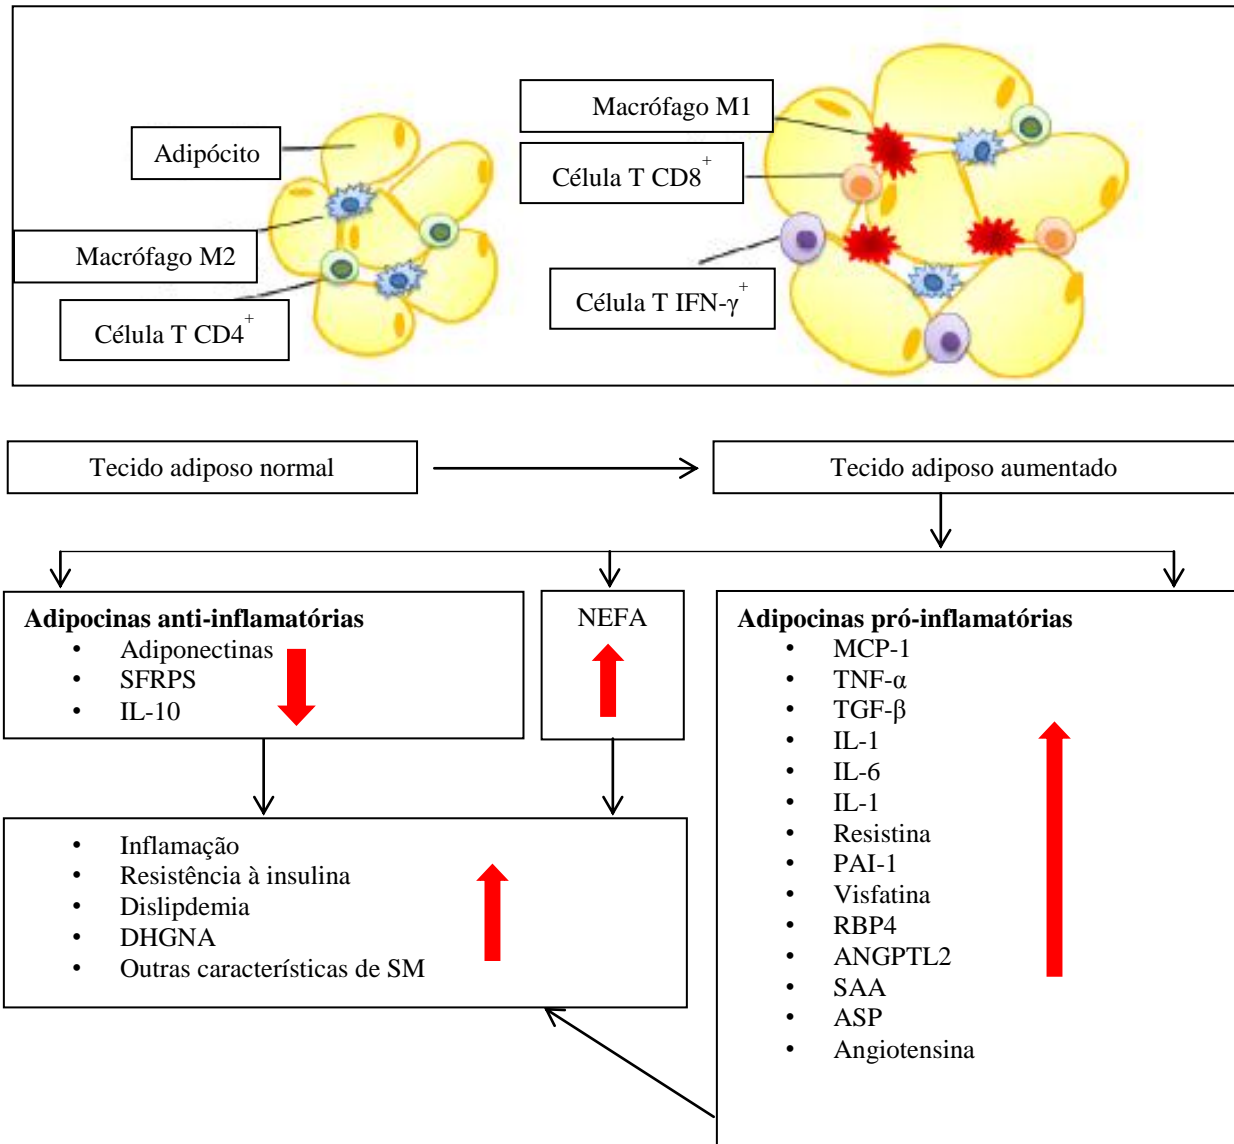 Adipócito
Macrófago M2
Célula T CD4+
Macrófago M1
Célula T CD8+
Célula T IFN-γ+
Tecido adiposo normal
Tecido adiposo aumentado
Adipocinas anti-inflamatórias
• Adiponectinas
• SFRPS
• IL-10
NEFA
Adipocinas pró-inflamatórias
• MCP-1
• TNF-α
• TGF-β
• IL-1
• IL-6
• IL-1
• Resistina
• PAI-1
• Visfatina
• RBP4
• ANGPTL2
• SAA
• ASP
• Angiotensina
• Inflamação
• Resistência à insulina
• Dislipdemia
• DHGNA
• Outras características de SM